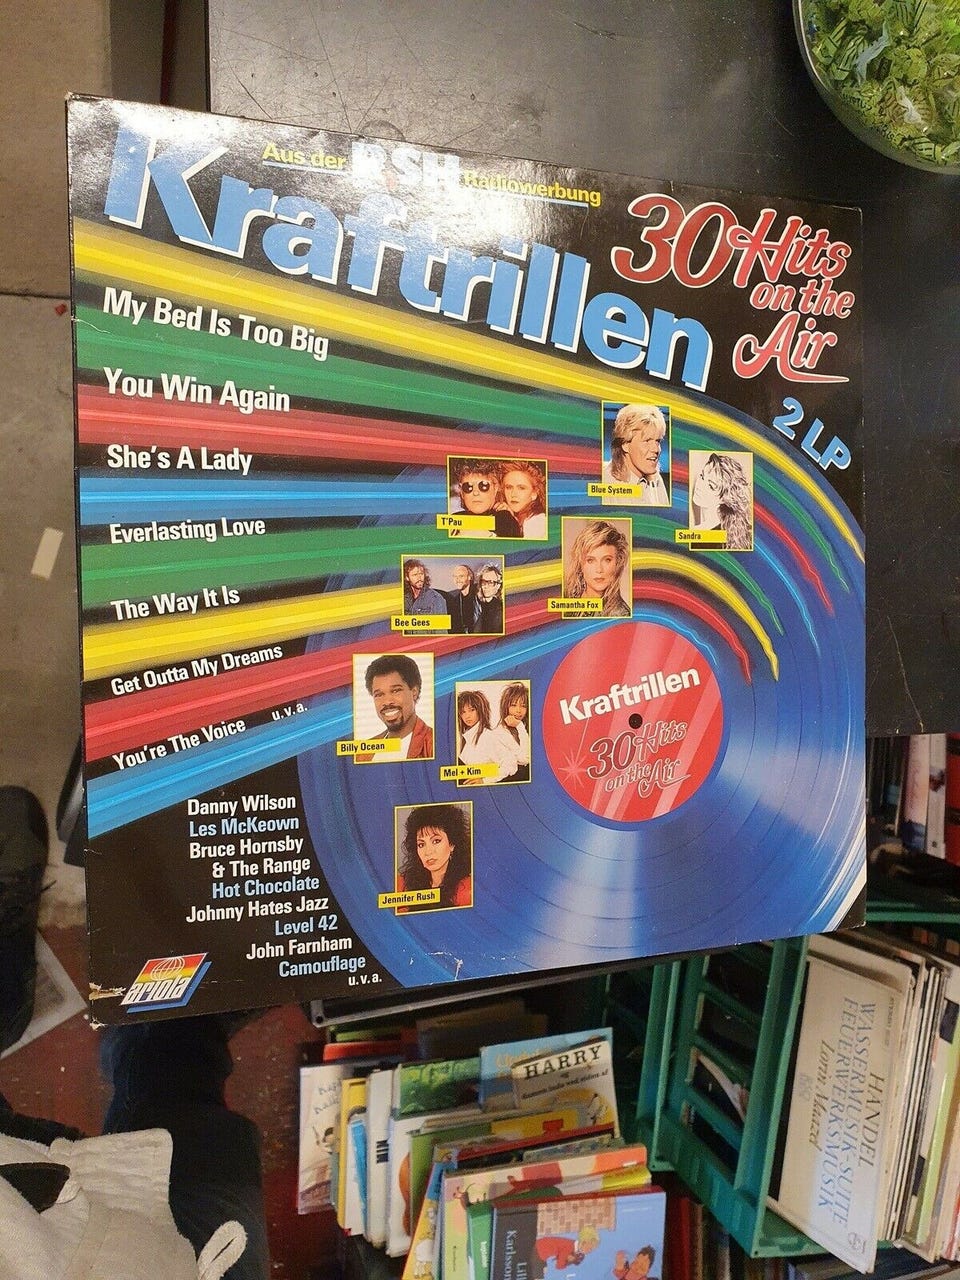 Aus der R.SH Radiowerbung
Kraftrillen
30 Hits
on the
Air
2 LP
My Bed Is Too Big
You Win Again
She's A Lady
Everlasting Love
The Way It Is
Get Outta My Dreams
You're The Voice u.v.a.
Blue System
T'Pau
Sandra
Samantha Fox
Bee Gees
Billy Ocean
Mel + Kim
Jennifer Rush
Kraftrillen
30 Hits
on the Air
Danny Wilson
Les McKeown
Bruce Hornsby
& The Range
Hot Chocolate
Johnny Hates Jazz
Level 42
John Farnham
Camouflage
u.v.a.
ariola
HARRY
HANDEL
WASSERMUSIK-SUITE
FEUERWERKSMUSIK
Lorin Maazel
Karlsson